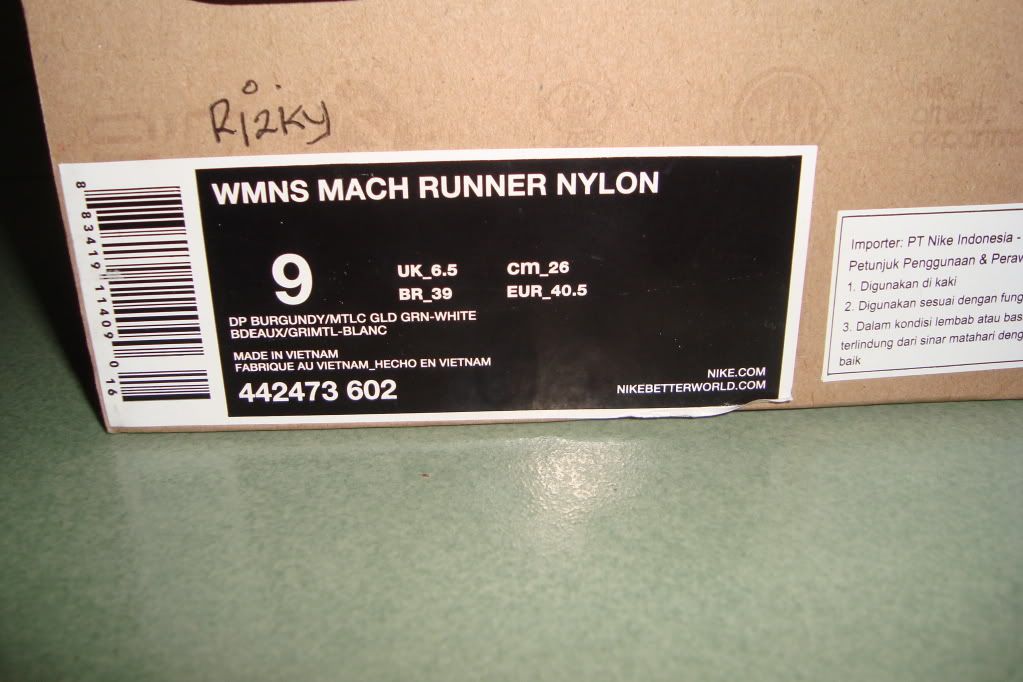 Rizky
WMNS MACH RUNNER NYLON
9
UK_6.5 cm_26
BR_39 EUR_40.5
DP BURGUNDY/MTLC GLD GRN-WHITE
BDEAUX/GRIMTL-BLANC
MADE IN VIETNAM
FABRIQUE AU VIETNAM_HECHO EN VIETNAM
442473 602
NIKE.COM
NIKEBETTERWORLD.COM
8 83419 11409 016
Importer: PT Nike Indonesia -
Petunjuk Penggunaan & Peraw
1. Digunakan di kaki
2. Digunakan sesuai dengan fung
3. Dalam kondisi lembab atau bas
terlindung dari sinar matahari deng
baik